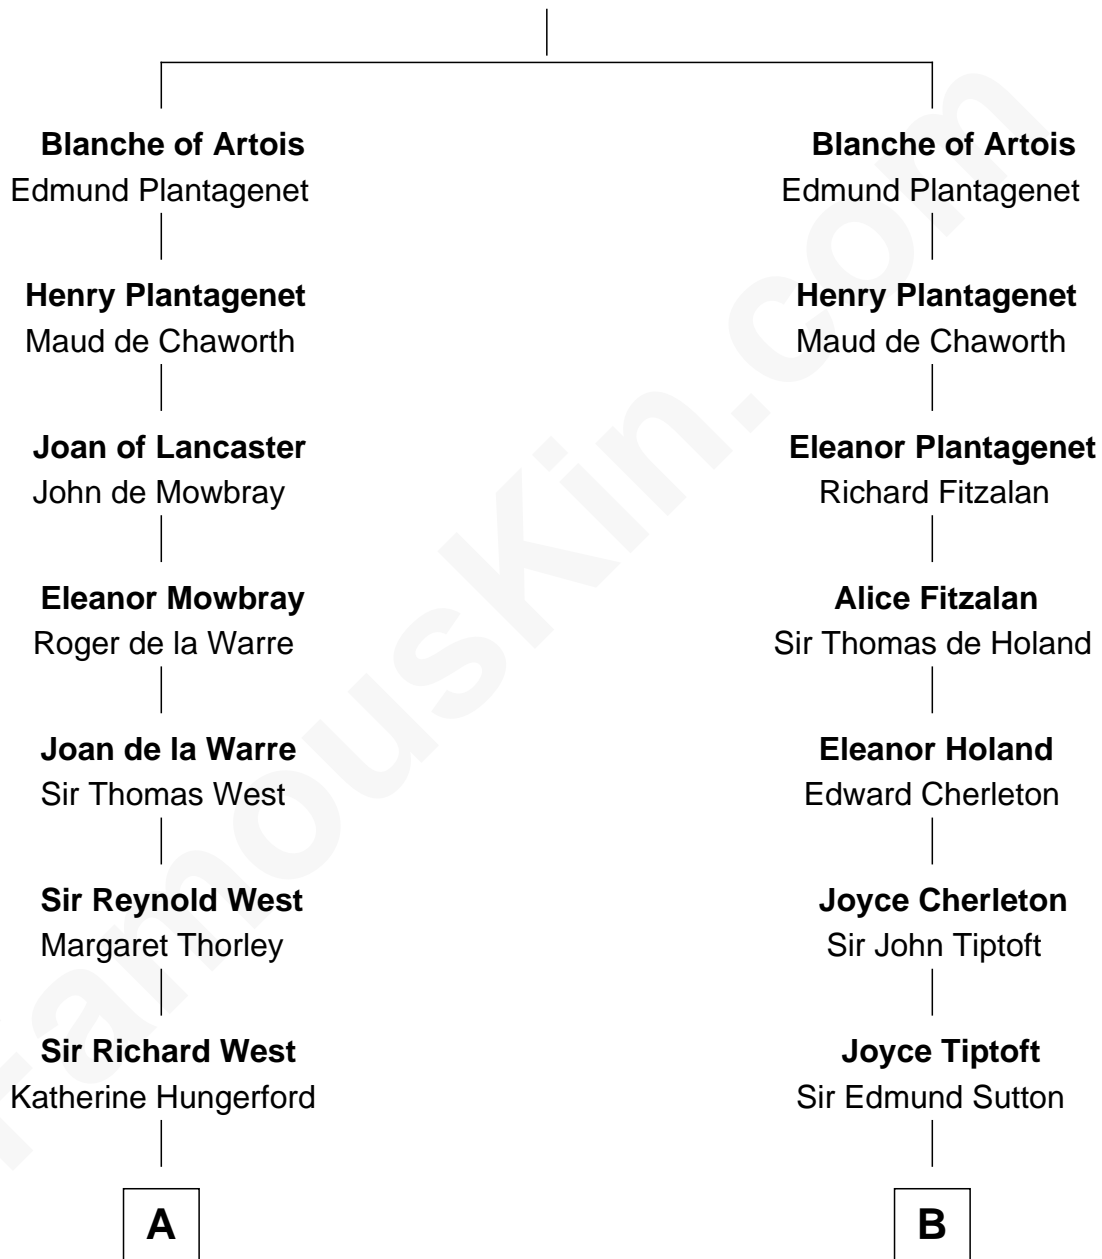 Blanche of Artois
Edmund Plantagenet
Henry Plantagenet
Maud de Chaworth
Joan of Lancaster
John de Mowbray
Eleanor Mowbray
Roger de la Warre
Joan de la Warre
Sir Thomas West
Sir Reynold West
Margaret Thorley
Sir Richard West
Katherine Hungerford
A
Blanche of Artois
Edmund Plantagenet
Henry Plantagenet
Maud de Chaworth
Eleanor Plantagenet
Richard Fitzalan
Alice Fitzalan
Sir Thomas de Holand
Eleanor Holand
Edward Cherleton
Joyce Cherleton
Sir John Tiptoft
Joyce Tiptoft
Sir Edmund Sutton
B
FamousKin.com